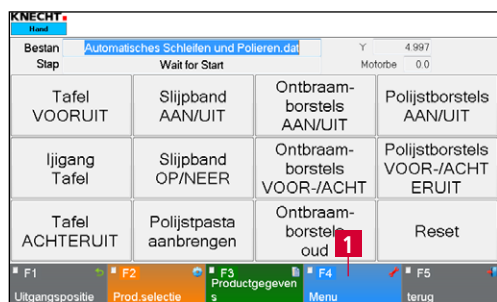 KNECHT
Hand
Bestan Automatisches Schleifen und Polieren.dat Y 4.997
Stap Wait for Start Motorbe 0.0
Tafel
VOORUIT
Slijpband
AAN/UIT
Ontbraam-
borstels
AAN/UIT
Polijstborstels
AAN/UIT
Ijigang
Tafel
Slijpband
OP/NEER
Ontbraam-
borstels
VOOR-/ACHT
Polijstborstels
VOOR-/ACHT
ERUIT
Tafel
ACHTERUIT
Polijstpasta
aanbrengen
Ontbraam-
borstels
oud
Reset
1
F1
Uitgangspositie
F2
Prod.selectie
F3
Productgegeven
s
F4
Menu
F5
terug